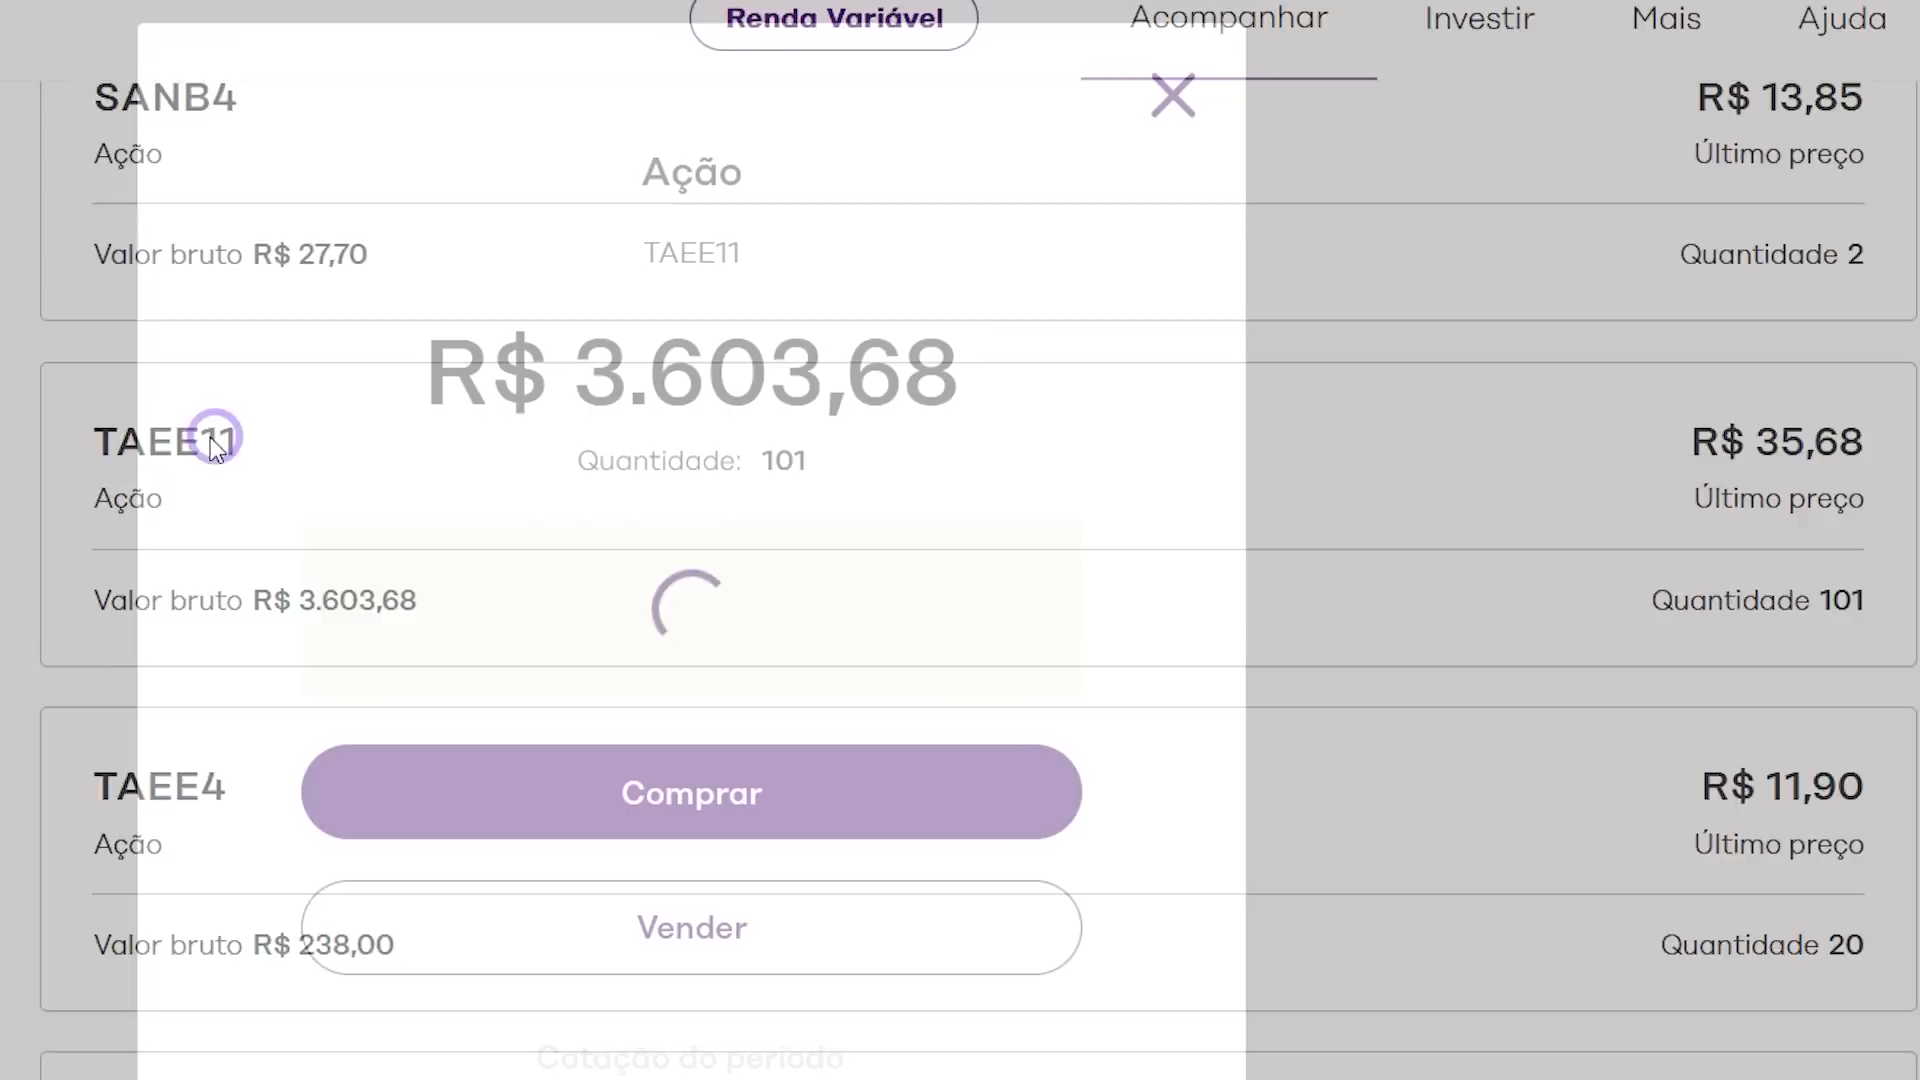 Renda Variável
Acompanhar
Investir
Mais
Ajuda
SANB4
R$ 13,85
Ação
Último preço
Valor bruto R$ 27,70
Quantidade 2
Ação
TAEE11
R$ 3.603,68
Quantidade: 101
Comprar
Vender
Cotação do período
TAEE11
R$ 35,68
Ação
Último preço
Valor bruto R$ 3.603,68
Quantidade 101
TAEE4
R$ 11,90
Ação
Último preço
Valor bruto R$ 238,00
Quantidade 20